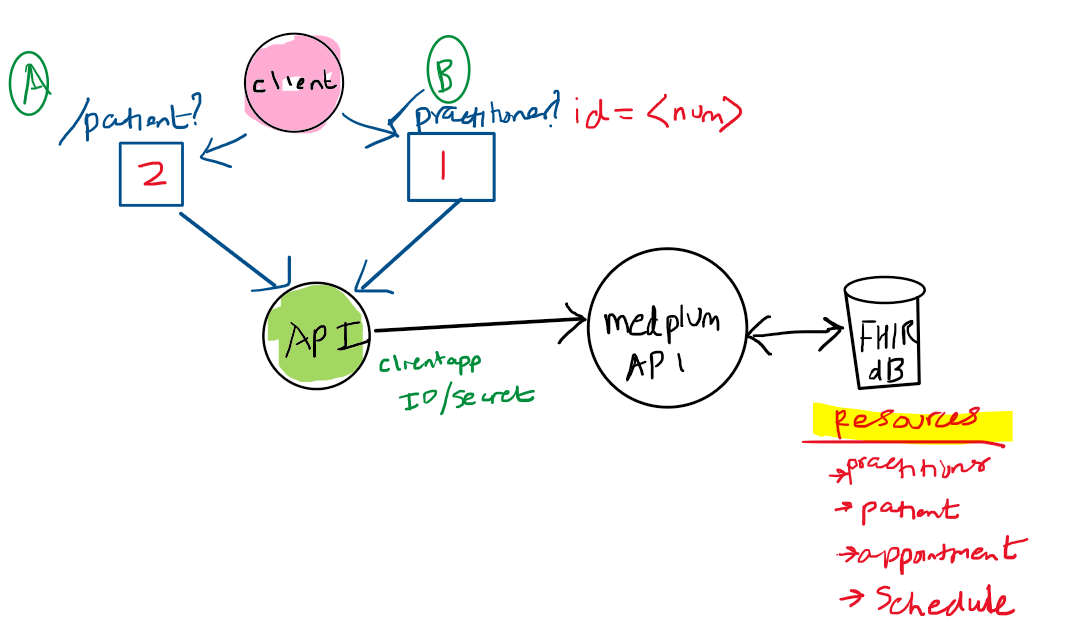 A
client
B
/patient?
practitioner? id = <num>
2
1
API
medplum
API
FHIR
dB
clientapp
ID/secret
Resources
→ practitionr
→ patient
→ appointment
→ Schedule